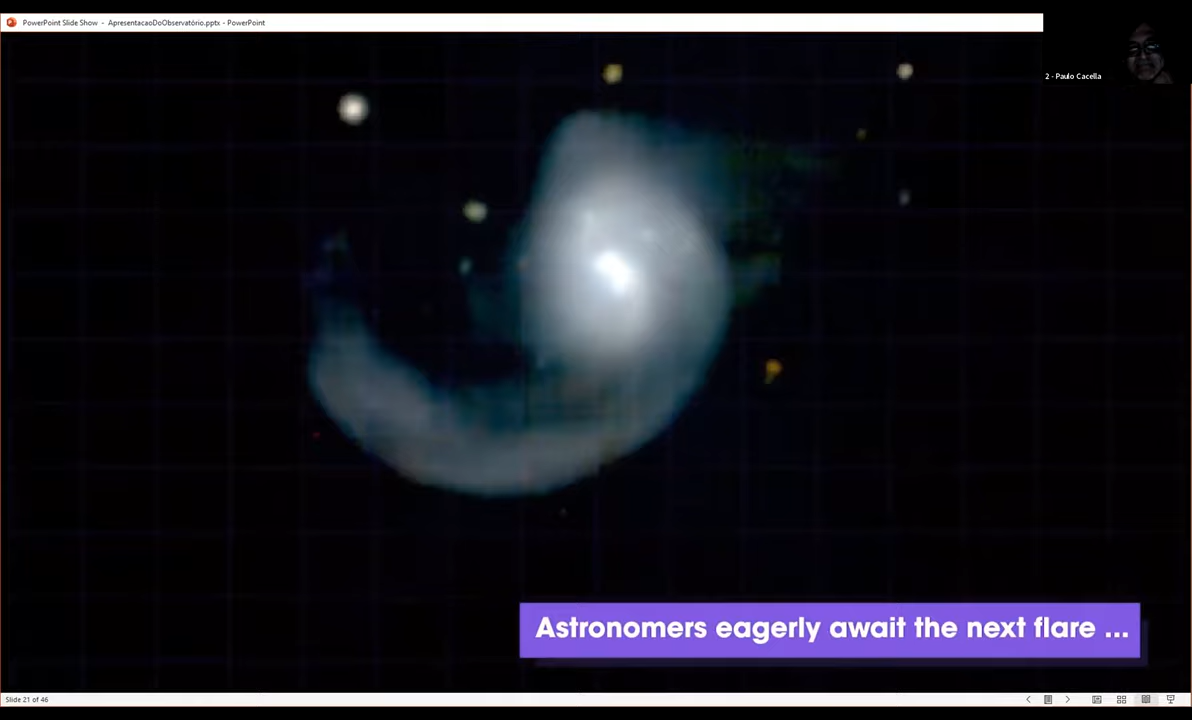 PowerPoint Slide Show - ApresentacaoDoObservatório.pptx - PowerPoint
2 - Paulo Cacella
Astronomers eagerly await the next flare ...
Slide 21 of 46